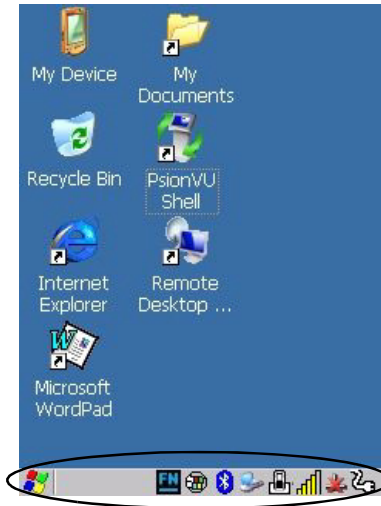 My Device
My
Documents
Recycle Bin
PsionVU
Shell
Internet
Explorer
Remote
Desktop ...
Microsoft
WordPad
FN